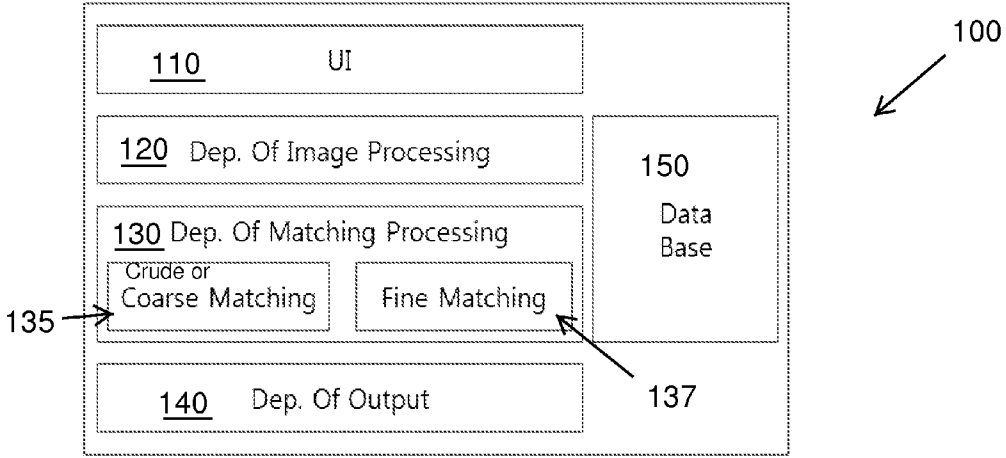 100
110 UI
120 Dep. Of Image Processing
150
Data
Base
130 Dep. Of Matching Processing
Crude or
Coarse Matching
Fine Matching
135
137
140 Dep. Of Output